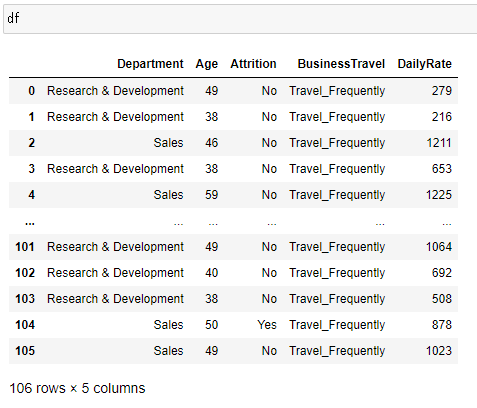 df
Department Age Attrition BusinessTravel DailyRate
0 Research & Development 49 No Travel_Frequently 279
1 Research & Development 38 No Travel_Frequently 216
2 Sales 46 No Travel_Frequently 1211
3 Research & Development 38 No Travel_Frequently 653
4 Sales 59 No Travel_Frequently 1225
... ... ... ... ... ...
101 Research & Development 49 No Travel_Frequently 1064
102 Research & Development 40 No Travel_Frequently 692
103 Research & Development 38 No Travel_Frequently 508
104 Sales 50 Yes Travel_Frequently 878
105 Sales 49 No Travel_Frequently 1023
106 rows × 5 columns